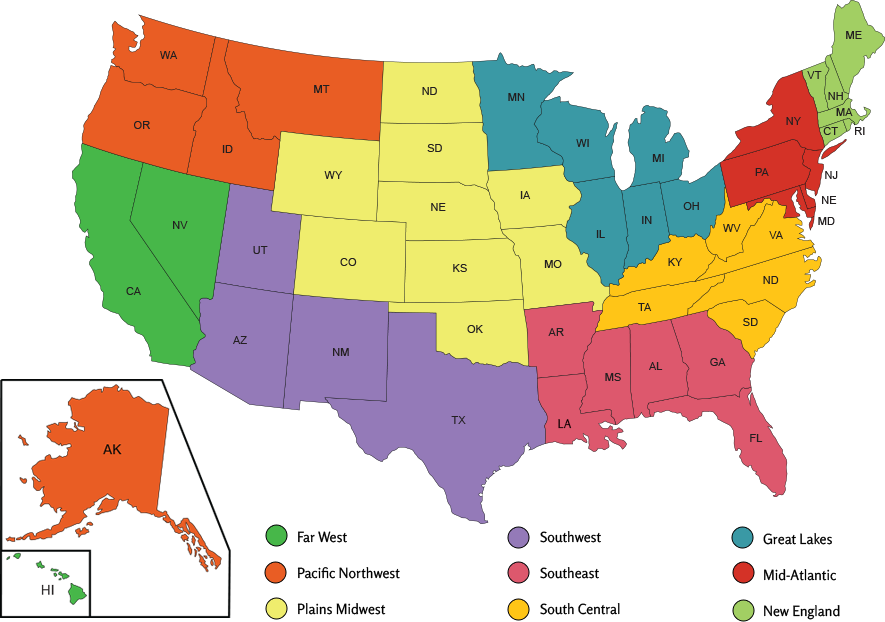 ME
WA
VT
MT
ND
MN
NH
MA
NY
OR
CT
RI
WI
SD
ID
MI
PA
WY
NJ
IA
NE
NE
OH
IN
MD
NV
WV
IL
VA
UT
CO
KS
MO
KY
ND
CA
TA
SD
OK
AR
AZ
NM
GA
AL
MS
TX
LA
FL
AK
HI
Far West
Southwest
Great Lakes
Pacific Northwest
Southeast
Mid-Atlantic
Plains Midwest
South Central
New England